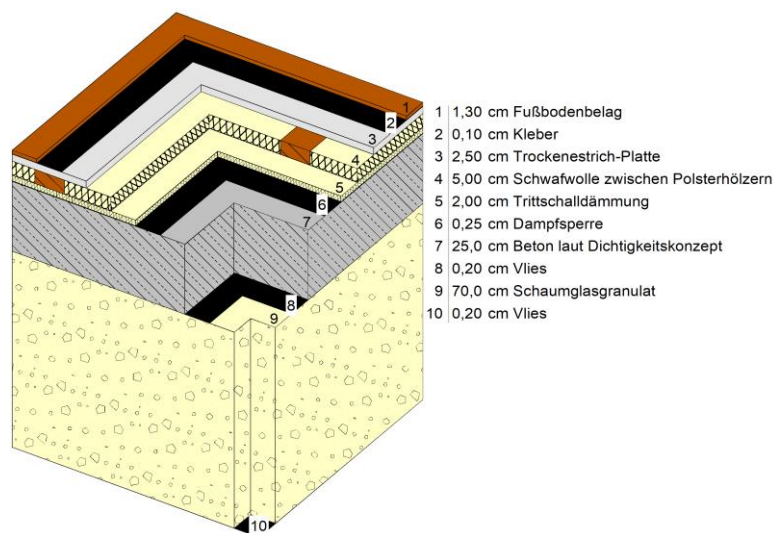 1 1,30 cm Fußbodenbelag
2 0,10 cm Kleber
3 2,50 cm Trockenestrich-Platte
4 5,00 cm Schwafwolle zwischen Polsterhölzern
5 2,00 cm Trittschalldämmung
6 0,25 cm Dampfsperre
7 25,0 cm Beton laut Dichtigkeitskonzept
8 0,20 cm Vlies
9 70,0 cm Schaumglasgranulat
10 0,20 cm Vlies
1
2
3
4
5
6
7
8
9
10